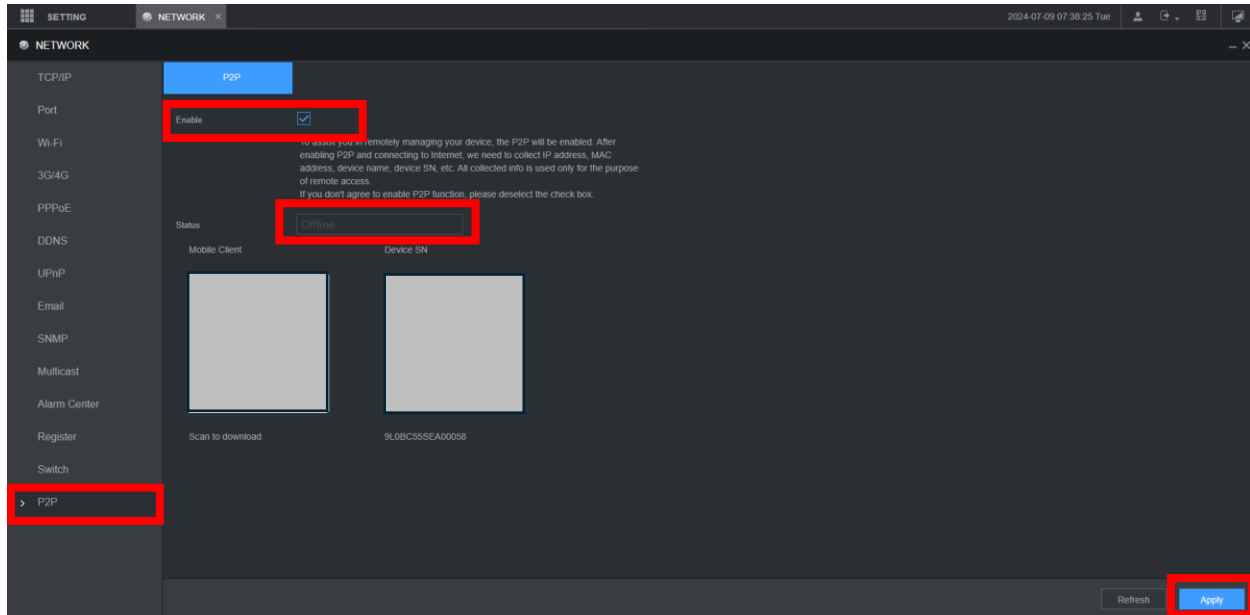 SETTING
NETWORK ×
2024-07-09 07:38:25 Tue
NETWORK
TCP/IP
Port
Wi-Fi
3G/4G
PPPoE
DDNS
UPnP
Email
SNMP
Multicast
Alarm Center
Register
Switch
P2P
P2P
Enable
To assist you in remotely managing your device, the P2P will be enabled. After
enabling P2P and connecting to Internet, we need to collect IP address, MAC
address, device name, device SN, etc. All collected info is used only for the purpose
of remote access.
If you don't agree to enable P2P function, please deselect the check box.
Status
Offline
Mobile Client
Device SN
Scan to download
9L0BC55SEA00058
Refresh
Apply